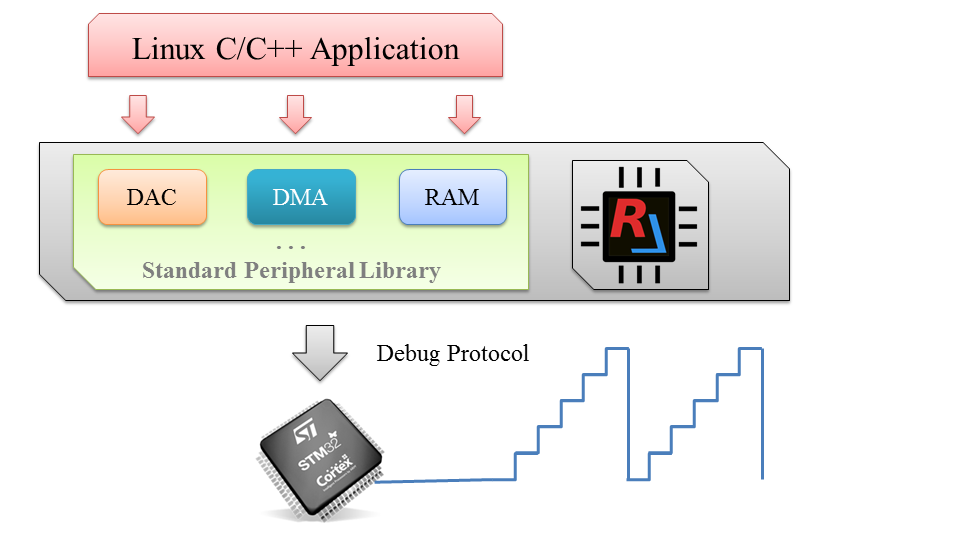 Linux C/C++ Application
DAC
DMA
RAM
. . .
Standard Peripheral Library
Debug Protocol
ST
STM32
Cortex